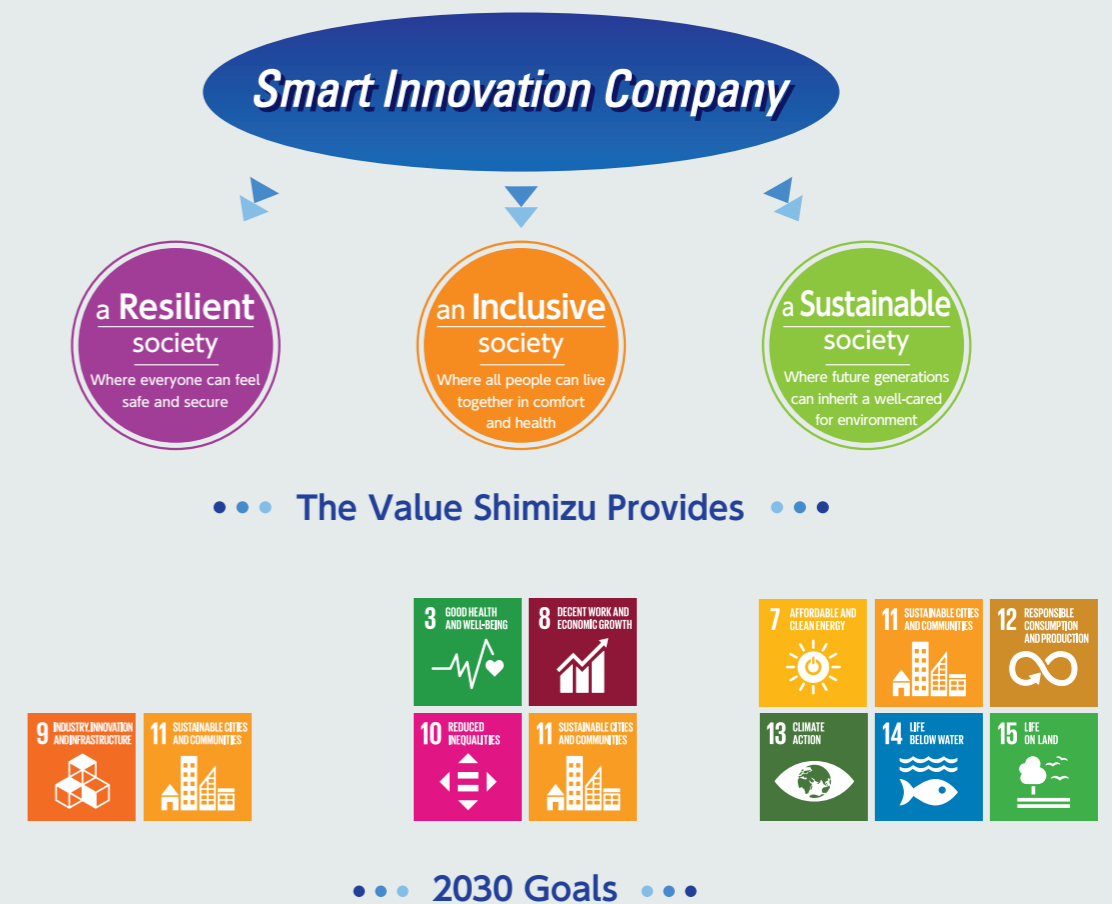 Smart Innovation Company
a Resilient
society
Where everyone can feel
safe and secure
an Inclusive
society
Where all people can live
together in comfort
and health
a Sustainable
society
Where future generations
can inherit a well-cared
for environment
The Value Shimizu Provides
9 INDUSTRY, INNOVATION
AND INFRASTRUCTURE
11 SUSTAINABLE CITIES
AND COMMUNITIES
3 GOOD HEALTH
AND WELL-BEING
8 DECENT WORK AND
ECONOMIC GROWTH
10 REDUCED
INEQUALITIES
11 SUSTAINABLE CITIES
AND COMMUNITIES
7 AFFORDABLE AND
CLEAN ENERGY
11 SUSTAINABLE CITIES
AND COMMUNITIES
12 RESPONSIBLE
CONSUMPTION
AND PRODUCTION
13 CLIMATE
ACTION
14 LIFE
BELOW WATER
15 LIFE
ON LAND
2030 Goals